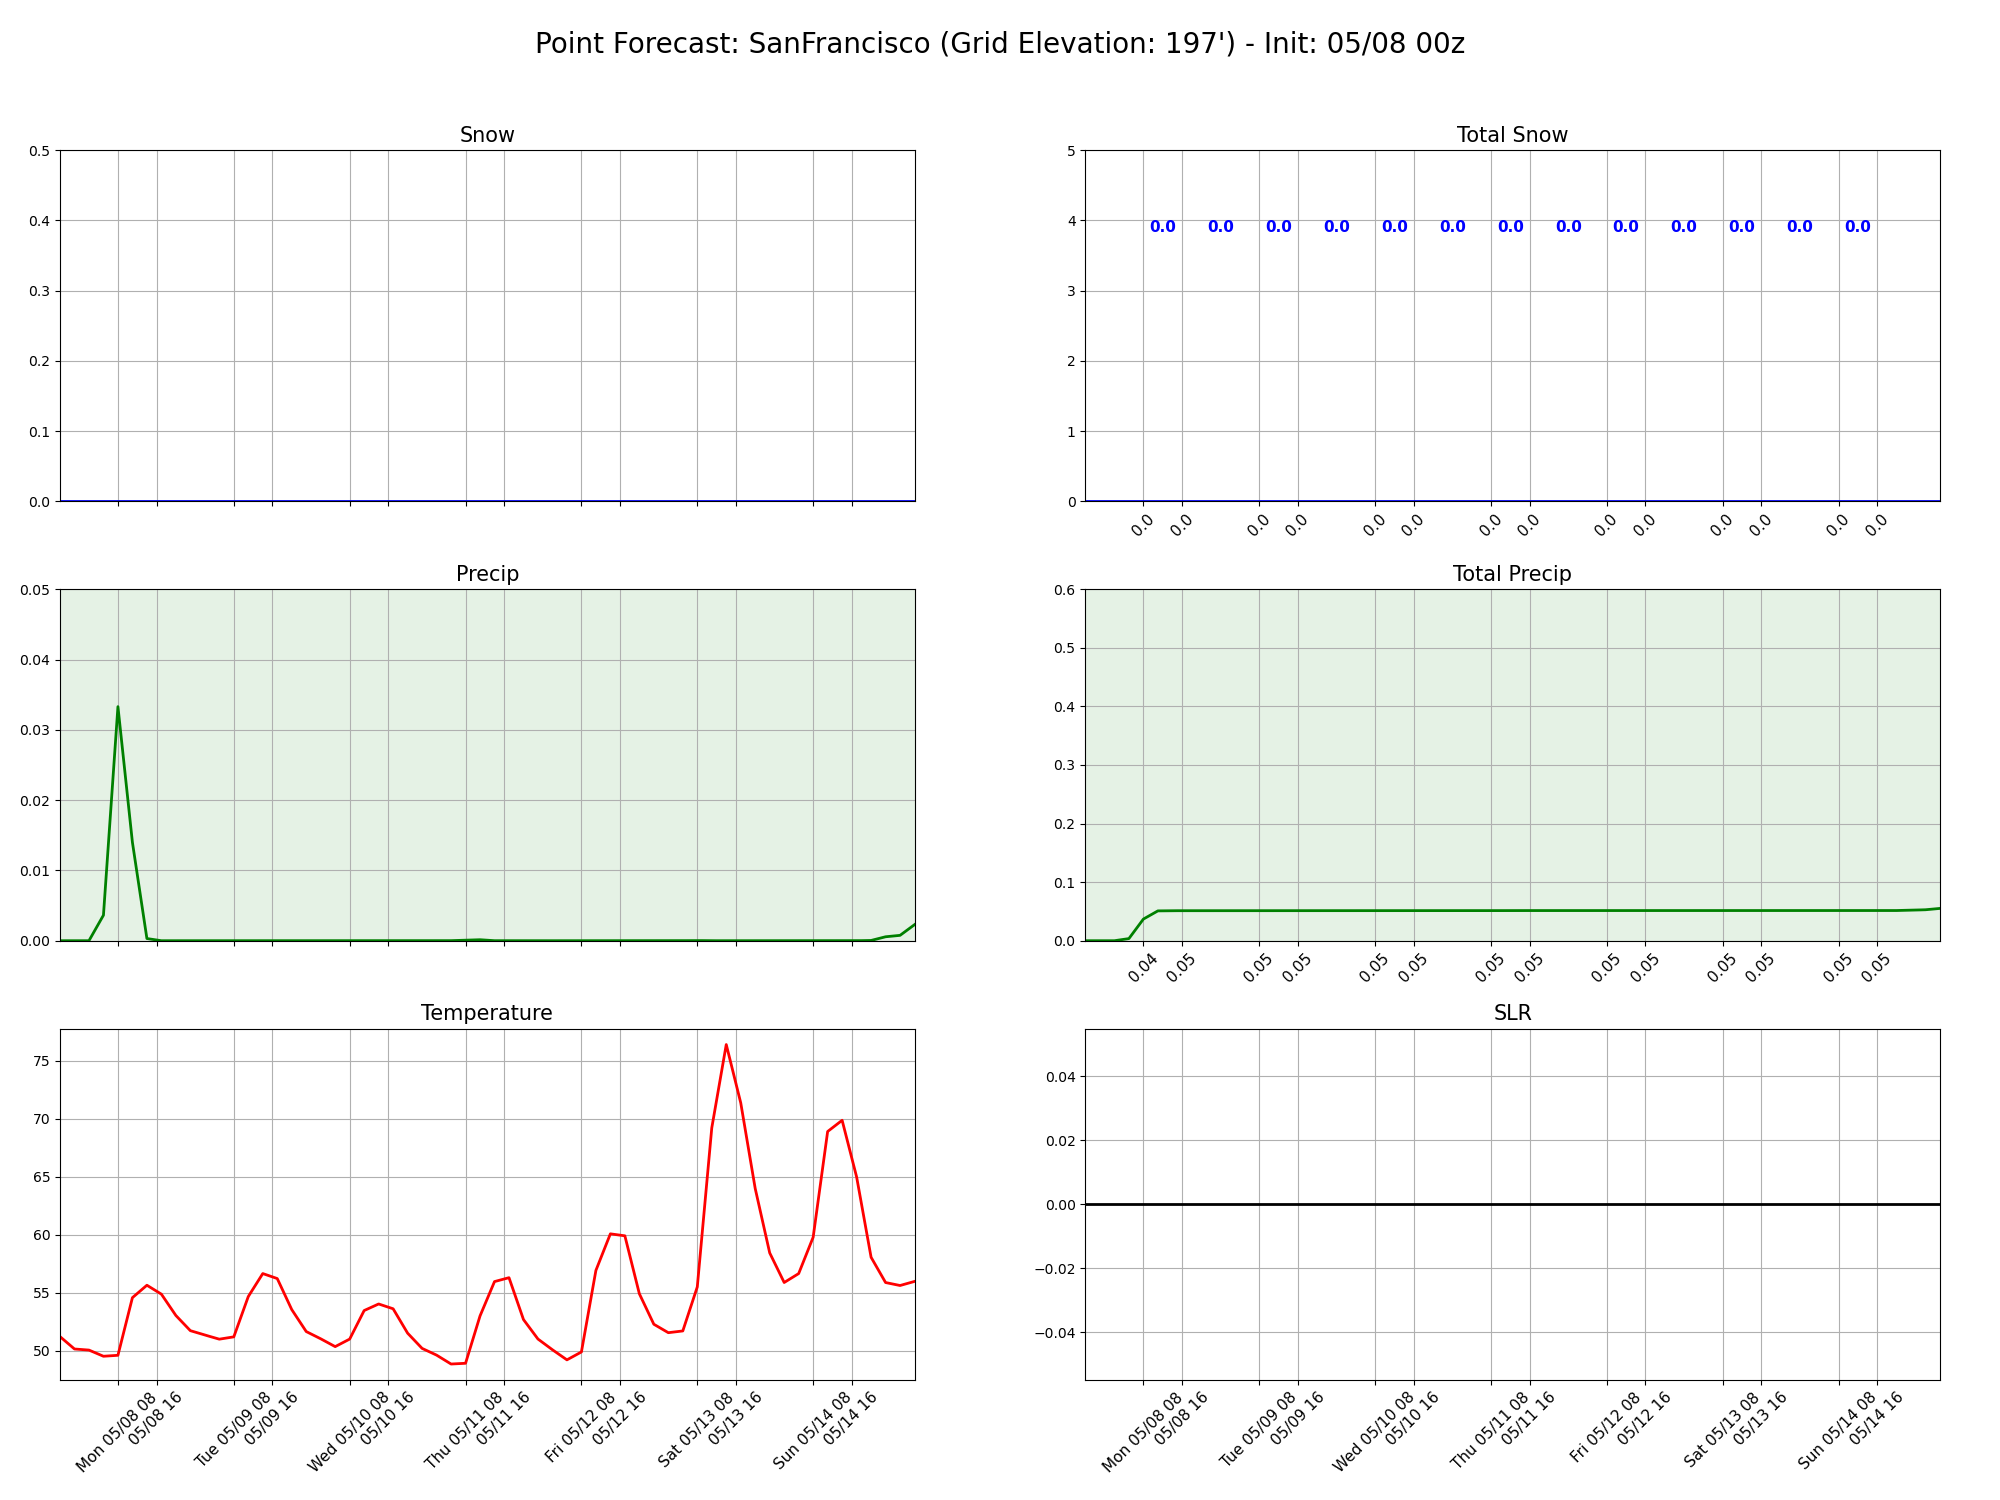 Point Forecast: SanFrancisco (Grid Elevation: 197') - Init: 05/08 00z
Snow
0.5
0.4
0.3
0.2
0.1
0.0
Total Snow
5
4
3
2
1
0
0.0 0.0 0.0 0.0 0.0 0.0 0.0 0.0 0.0 0.0 0.0 0.0 0.0
0.0 0.0 0.0 0.0 0.0 0.0 0.0 0.0 0.0 0.0 0.0 0.0 0.0 0.0
Precip
0.05
0.04
0.03
0.02
0.01
0.00
Total Precip
0.6
0.5
0.4
0.3
0.2
0.1
0.0
0.04 0.05 0.05 0.05 0.05 0.05 0.05 0.05 0.05 0.05 0.05 0.05 0.05 0.05
Temperature
75
70
65
60
55
50
Mon 05/08 08
05/08 16
Tue 05/09 08
05/09 16
Wed 05/10 08
05/10 16
Thu 05/11 08
05/11 16
Fri 05/12 08
05/12 16
Sat 05/13 08
05/13 16
Sun 05/14 08
05/14 16
SLR
0.04
0.02
0.00
−0.02
−0.04
Mon 05/08 08
05/08 16
Tue 05/09 08
05/09 16
Wed 05/10 08
05/10 16
Thu 05/11 08
05/11 16
Fri 05/12 08
05/12 16
Sat 05/13 08
05/13 16
Sun 05/14 08
05/14 16